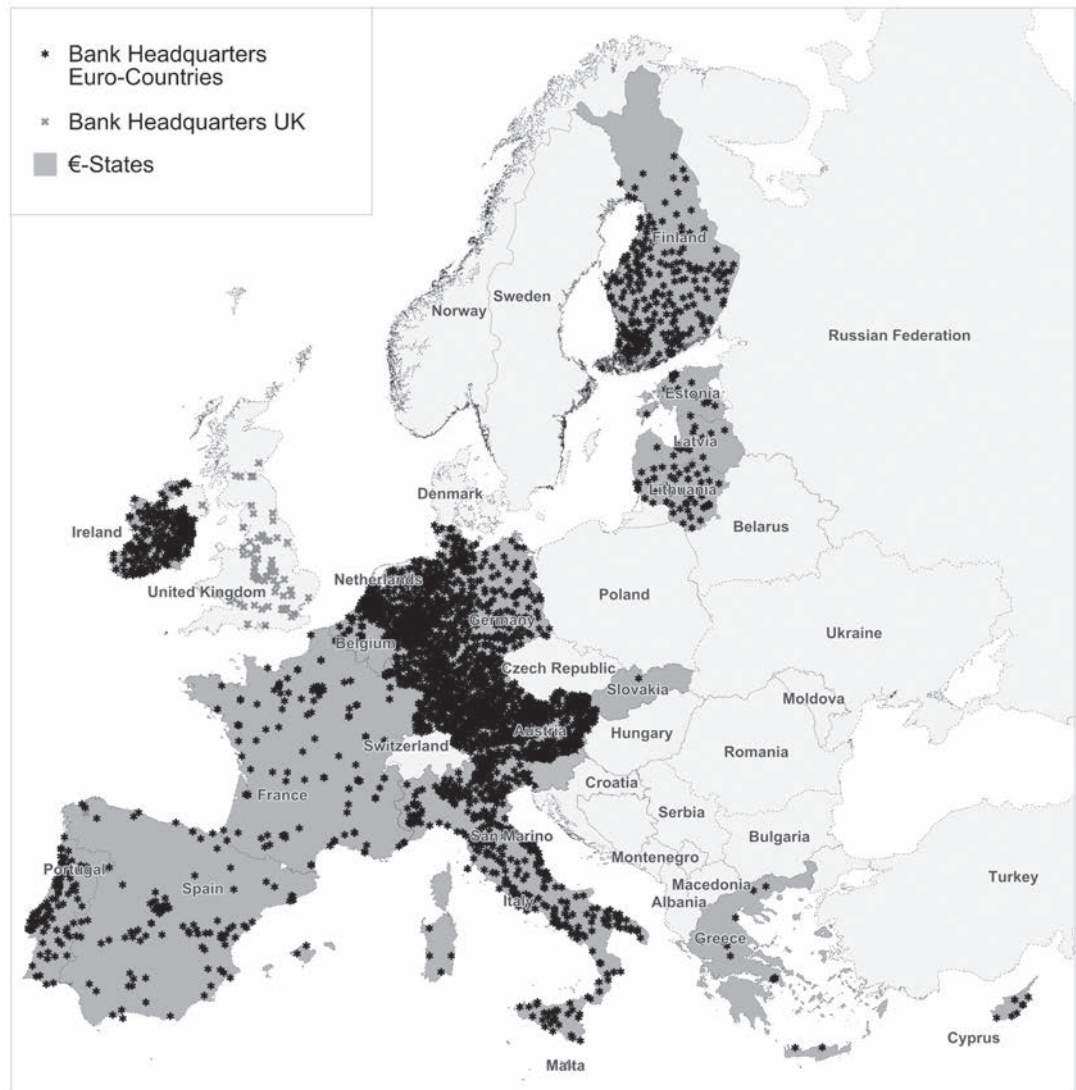 Bank Headquarters
Euro-Countries
Bank Headquarters UK
€-States
Finland
Sweden
Norway
Russian Federation
Estonia
Latvia
Lithuania
Denmark
Belarus
Ireland
United Kingdom
Netherlands
Poland
Germany
Ukraine
Belgium
Czech Republic
Slovakia
Moldova
Austria
Hungary
Switzerland
Romania
Croatia
France
Serbia
San Marino
Bulgaria
Montenegro
Portugal
Spain
Macedonia
Turkey
Albania
Italy
Greece
Cyprus
Malta